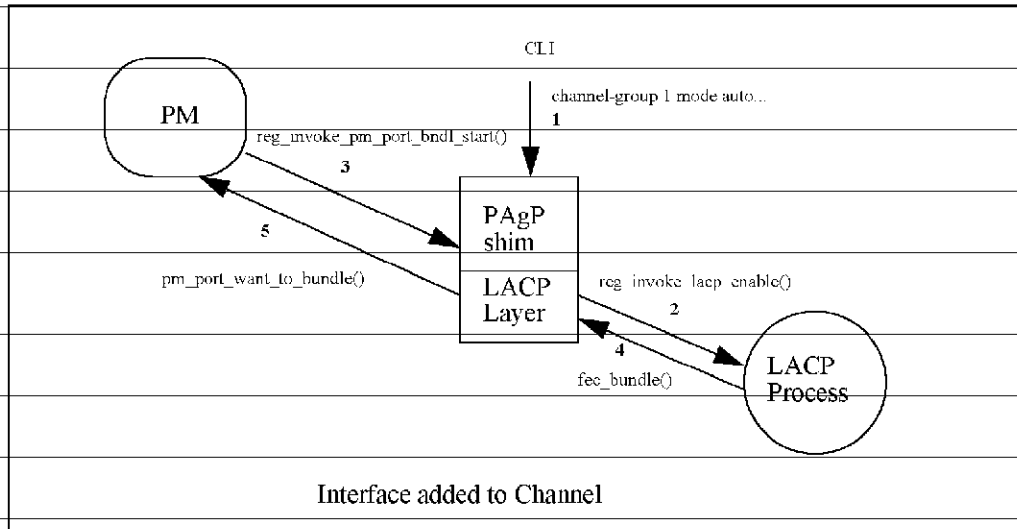 CLI
channel-group 1 mode auto...
1
PM
reg_invoke_pm_port_bndl_start()
3
PAgP
shim
5
pm_port_want_to_bundle()
LACP
Layer
reg_invoke_lacp_enable()
2
4
fec_bundle()
LACP
Process
Interface added to Channel